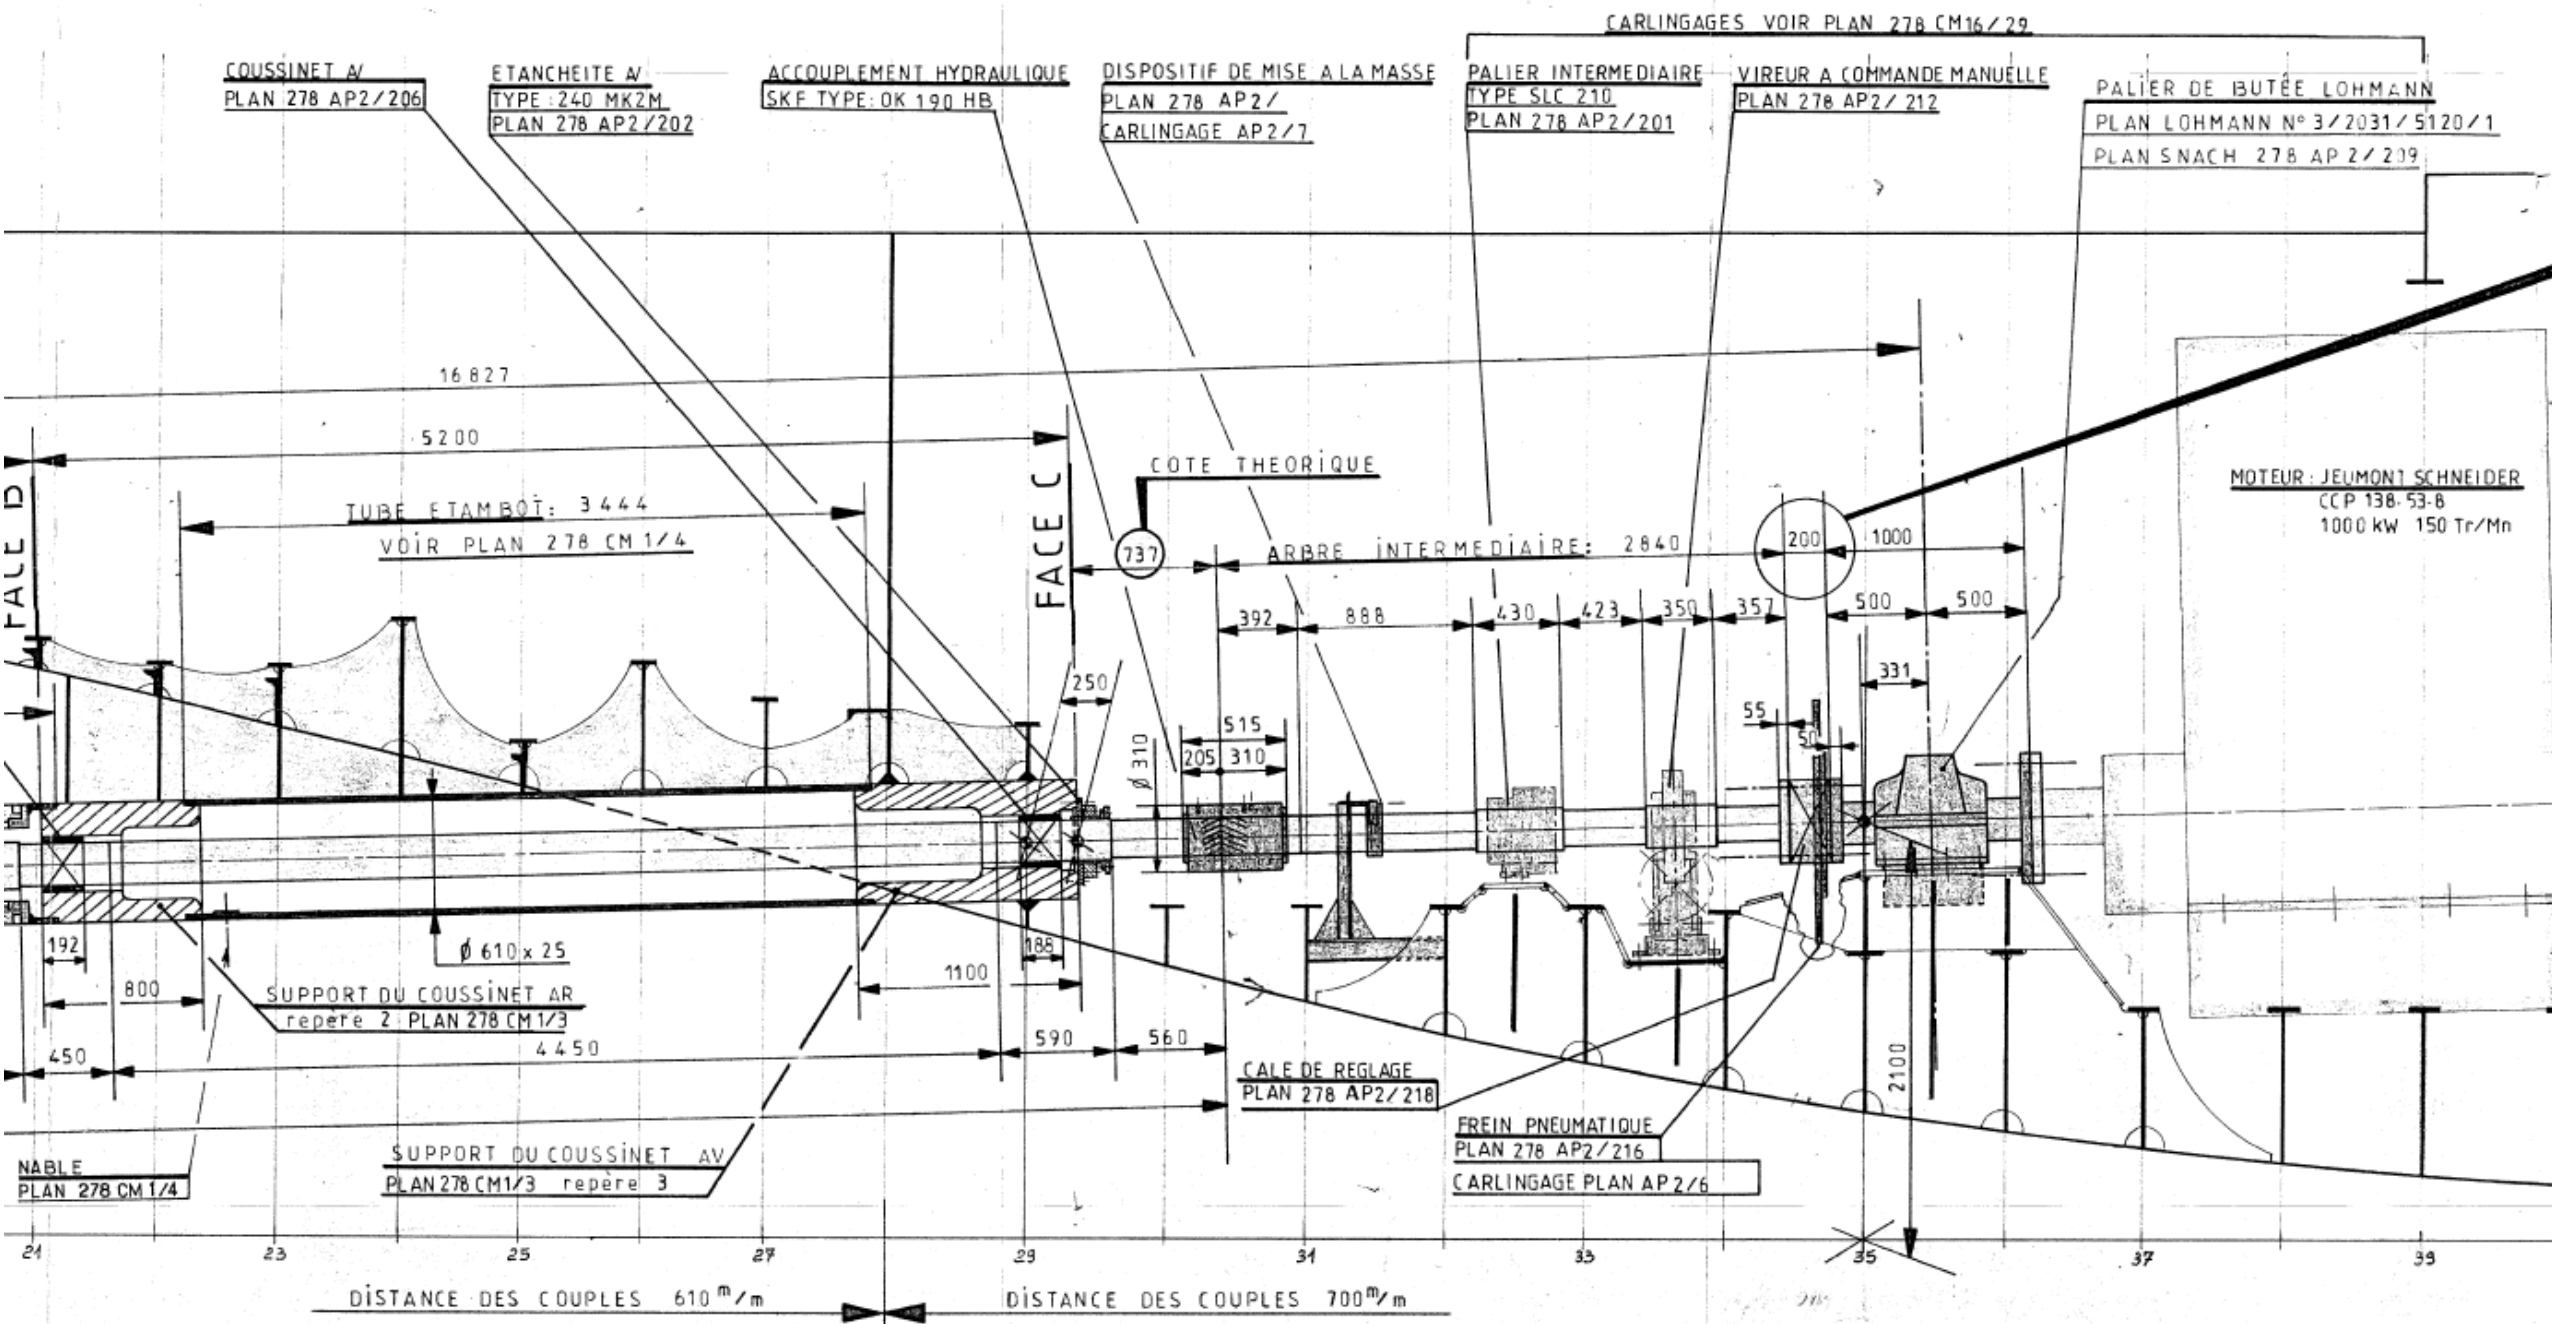 CARLINGAGES VOIR PLAN 278 CM16/29
COUSSINET A/
PLAN 278 AP2/206
ETANCHEITE A/
TYPE: 240 MK2M
PLAN 278 AP2/202
ACCOUPLEMENT HYDRAULIQUE
SKF TYPE: OK 190 HB
DISPOSITIF DE MISE A LA MASSE
PLAN 278 AP2/
CARLINGAGE AP2/7
PALIER INTERMEDIAIRE
TYPE SLC 210
PLAN 278 AP2/201
VIREUR A COMMANDE MANUELLE
PLAN 278 AP2/212
PALIER DE BUTÉE LOHMANN
PLAN LOHMANN N° 3/2031/5120/1
PLAN SNACH 278 AP 2/209
16827
5200
FACE B
FACE C
COTE THEORIQUE
TUBE ETAMBOT: 3444
VOIR PLAN 278 CM 1/4
737
ARBRE INTERMEDIAIRE: 2840
200
1000
MOTEUR: JEUMONT SCHNEIDER
CCP 138-53-8
1000 kW 150 Tr/Mn
392
888
430
423
350
357
500
500
250
331
515
205
310
Ø 310
55
50
192
800
Ø 610 x 25
188
1100
SUPPORT DU COUSSINET AR
repère 2 PLAN 278 CM 1/3
450
4450
590
560
2100
CALE DE REGLAGE
PLAN 278 AP2/218
FREIN PNEUMATIQUE
PLAN 278 AP2/216
CARLINGAGE PLAN AP 2/6
SUPPORT DU COUSSINET AV
PLAN 278 CM1/3 repère 3
NABLE
PLAN 278 CM 1/4
21 23 25 27 29 31 33 35 37 39
DISTANCE DES COUPLES 610 m/m
DISTANCE DES COUPLES 700 m/m